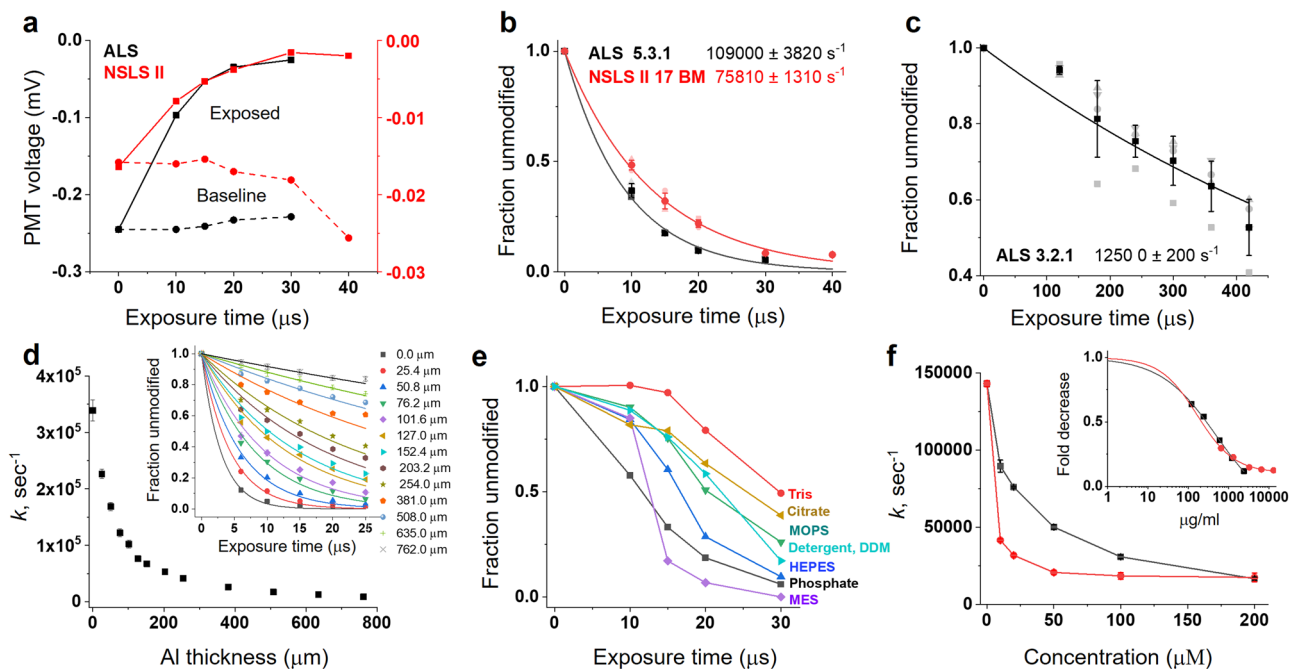 a
ALS
NSLS II
PMT voltage (mV)
0.0
-0.1
-0.2
-0.3
0.00
-0.01
-0.02
-0.03
Exposed
Baseline
0 10 20 30 40
Exposure time (μs)
b
ALS 5.3.1 109000 ± 3820 s⁻¹
NSLS II 17 BM 75810 ± 1310 s⁻¹
Fraction unmodified
1.0
0.5
0.0
0 10 20 30 40
Exposure time (μs)
c
Fraction unmodified
1.0
0.8
0.6
0.4
ALS 3.2.1 1250 0 ± 200 s⁻¹
0 100 200 300 400
Exposure time (μs)
d
k, sec⁻¹
4x10⁵
3x10⁵
2x10⁵
1x10⁵
0
0 200 400 600 800
Al thickness (μm)
Fraction unmodified
1.0
0.8
0.6
0.4
0.2
0.0
0 5 10 15 20 25
Exposure time (μs)
0.0 μm
25.4 μm
50.8 μm
76.2 μm
101.6 μm
127.0 μm
152.4 μm
203.2 μm
254.0 μm
381.0 μm
508.0 μm
635.0 μm
762.0 μm
e
Fraction unmodified
1.0
0.5
0.0
Tris
Citrate
MOPS
Detergent, DDM
HEPES
Phosphate
MES
0 10 15 20 25 30
Exposure time (μs)
f
k, sec⁻¹
150000
100000
50000
0
0 50 100 150 200
Concentration (μM)
Fold decrease
1.0
0.5
0.0
1 100 10000 100000
μg/ml